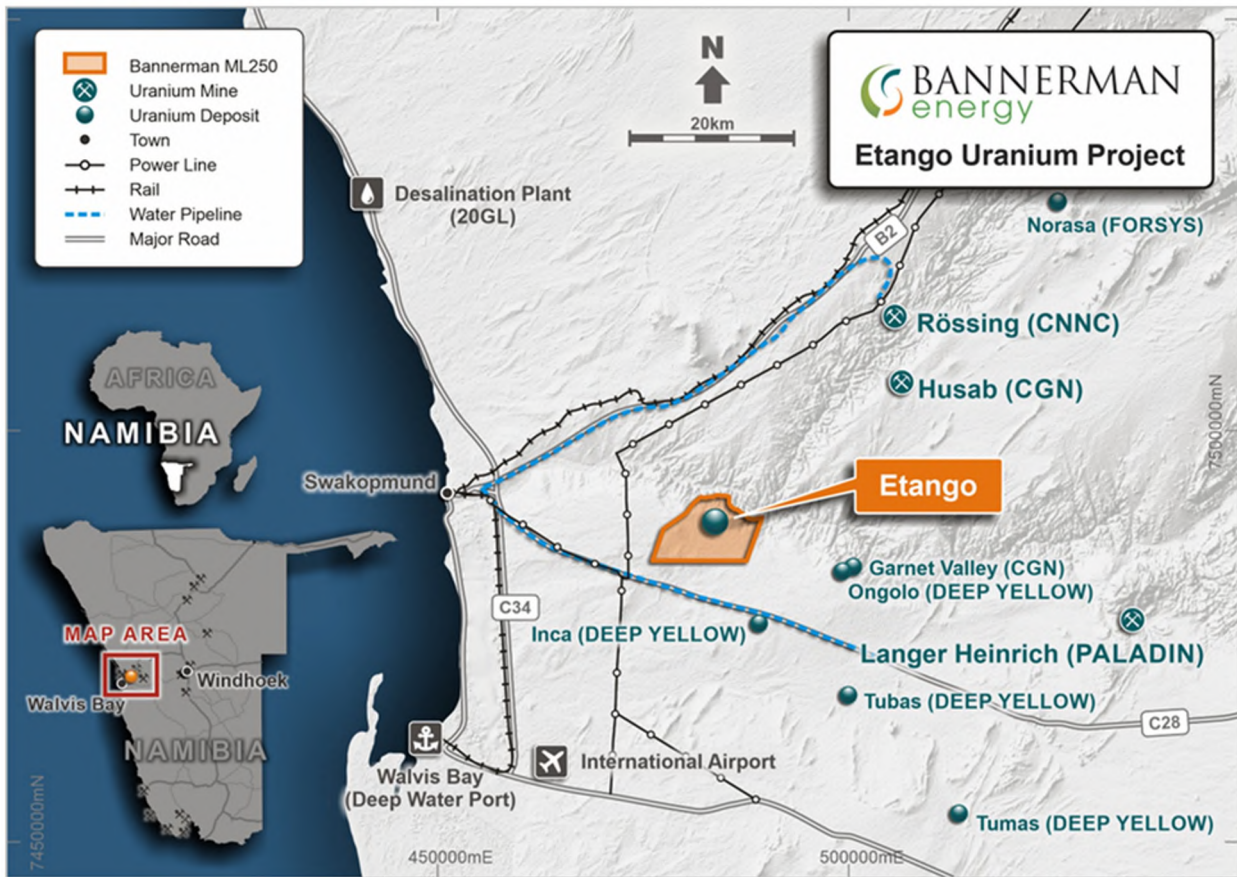 Bannerman ML250
Uranium Mine
Uranium Deposit
Town
Power Line
Rail
Water Pipeline
Major Road
N
20km
BANNERMAN
energy
Etango Uranium Project
Desalination Plant
(20GL)
B2
Norasa (FORSYS)
Rössing (CNNC)
Husab (CGN)
7500000mN
AFRICA
NAMIBIA
Swakopmund
Etango
Garnet Valley (CGN)
Ongolo (DEEP YELLOW)
C34
Inca (DEEP YELLOW)
Langer Heinrich (PALADIN)
MAP AREA
Windhoek
Walvis Bay
NAMIBIA
Tubas (DEEP YELLOW)
C28
International Airport
Walvis Bay
(Deep Water Port)
Tumas (DEEP YELLOW)
7450000mN
450000mE
500000mE